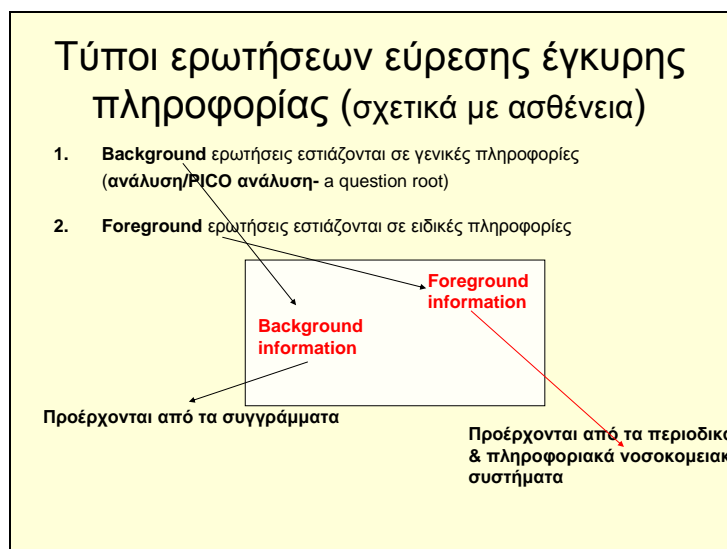 Τύποι ερωτήσεων εύρεσης έγκυρης
πληροφορίας (σχετικά με ασθένεια)
1. Background ερωτήσεις εστιάζονται σε γενικές πληροφορίες
(ανάλυση/PICO ανάλυση- a question root)
2. Foreground ερωτήσεις εστιάζονται σε ειδικές πληροφορίες
Foreground
information
Background
information
Προέρχονται από τα συγγράμματα
Προέρχονται από τα περιοδικά
& πληροφοριακά νοσοκομειακ
συστήματα